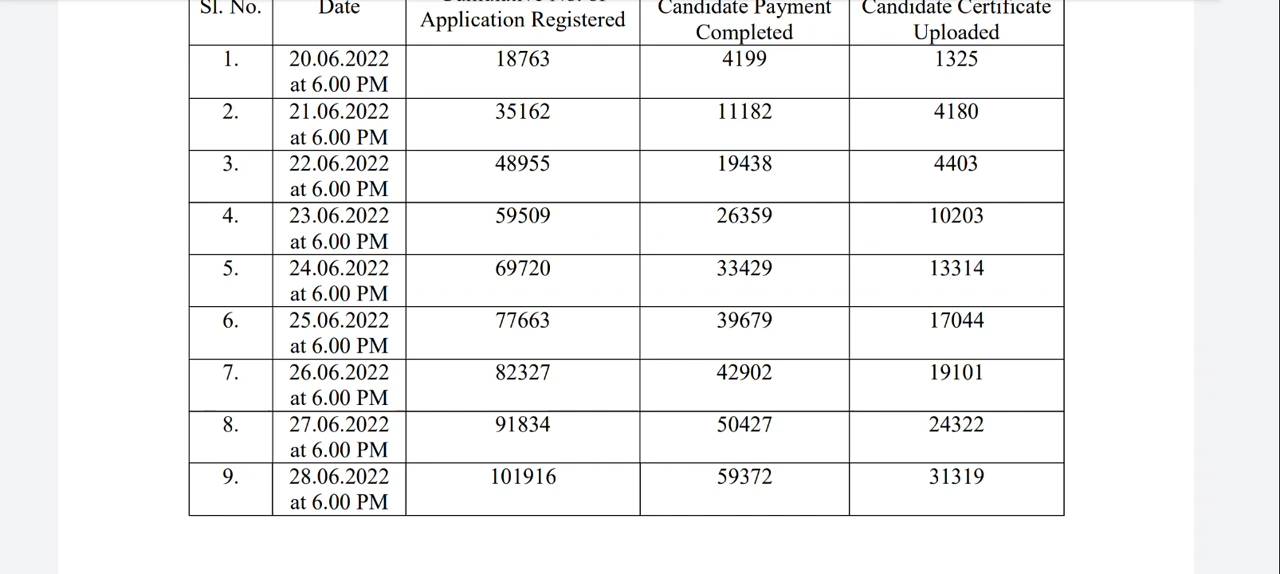 Sl. No. Date Application Registered Candidate Payment Completed Candidate Certificate Uploaded
1. 20.06.2022 at 6.00 PM 18763 4199 1325
2. 21.06.2022 at 6.00 PM 35162 11182 4180
3. 22.06.2022 at 6.00 PM 48955 19438 4403
4. 23.06.2022 at 6.00 PM 59509 26359 10203
5. 24.06.2022 at 6.00 PM 69720 33429 13314
6. 25.06.2022 at 6.00 PM 77663 39679 17044
7. 26.06.2022 at 6.00 PM 82327 42902 19101
8. 27.06.2022 at 6.00 PM 91834 50427 24322
9. 28.06.2022 at 6.00 PM 101916 59372 31319